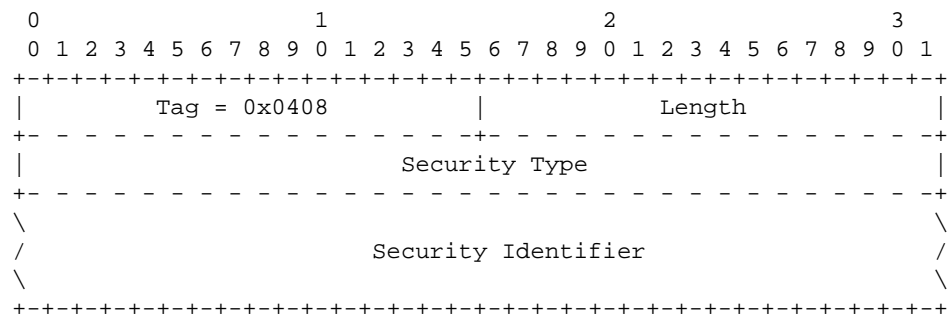 0                   1                   2                   3
 0 1 2 3 4 5 6 7 8 9 0 1 2 3 4 5 6 7 8 9 0 1 2 3 4 5 6 7 8 9 0 1
+-+-+-+-+-+-+-+-+-+-+-+-+-+-+-+-+-+-+-+-+-+-+-+-+-+-+-+-+-+-+-+-+
|         Tag = 0x0408          |            Length             |
+- - - - - - - - - - - - - - - -+- - - - - - - - - - - - - - - -+
|                          Security Type                        |
+- - - - - - - - - - - - - - - - - - - - - - - - - - - - - - - -+
\                                                               \
/                        Security Identifier                    /
\                                                               \
+-+-+-+-+-+-+-+-+-+-+-+-+-+-+-+-+-+-+-+-+-+-+-+-+-+-+-+-+-+-+-+-+